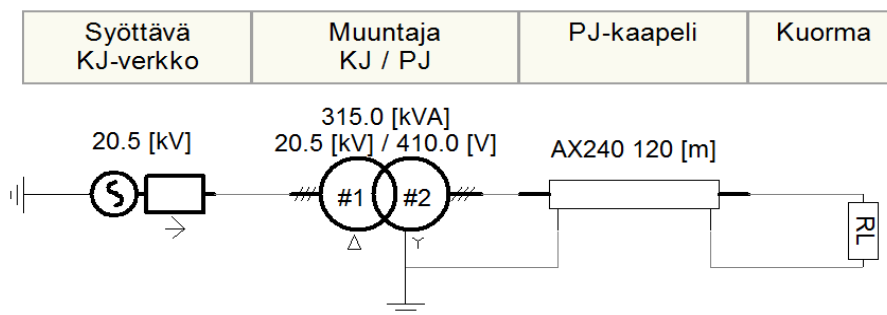 Syöttävä
KJ-verkko
Muuntaja
KJ / PJ
PJ-kaapeli
Kuorma
315.0 [kVA]
20.5 [kV]
20.5 [kV] / 410.0 [V]
AX240 120 [m]
#1
#2
Δ
Y
RL